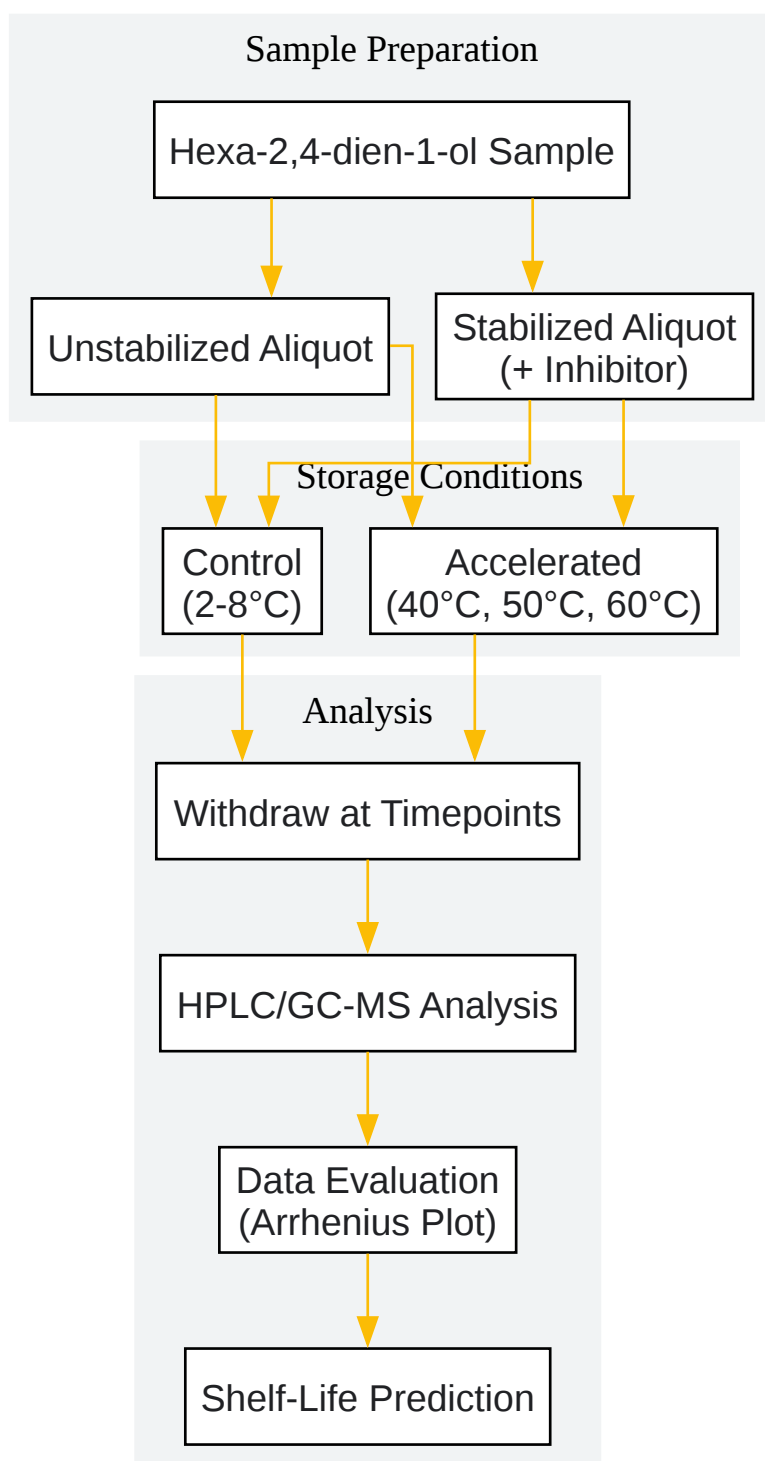 Sample Preparation
Hexa-2,4-dien-1-ol Sample
Unstabilized Aliquot
Stabilized Aliquot
(+ Inhibitor)
Storage Conditions
Control
(2-8°C)
Accelerated
(40°C, 50°C, 60°C)
Analysis
Withdraw at Timepoints
HPLC/GC-MS Analysis
Data Evaluation
(Arrhenius Plot)
Shelf-Life Prediction